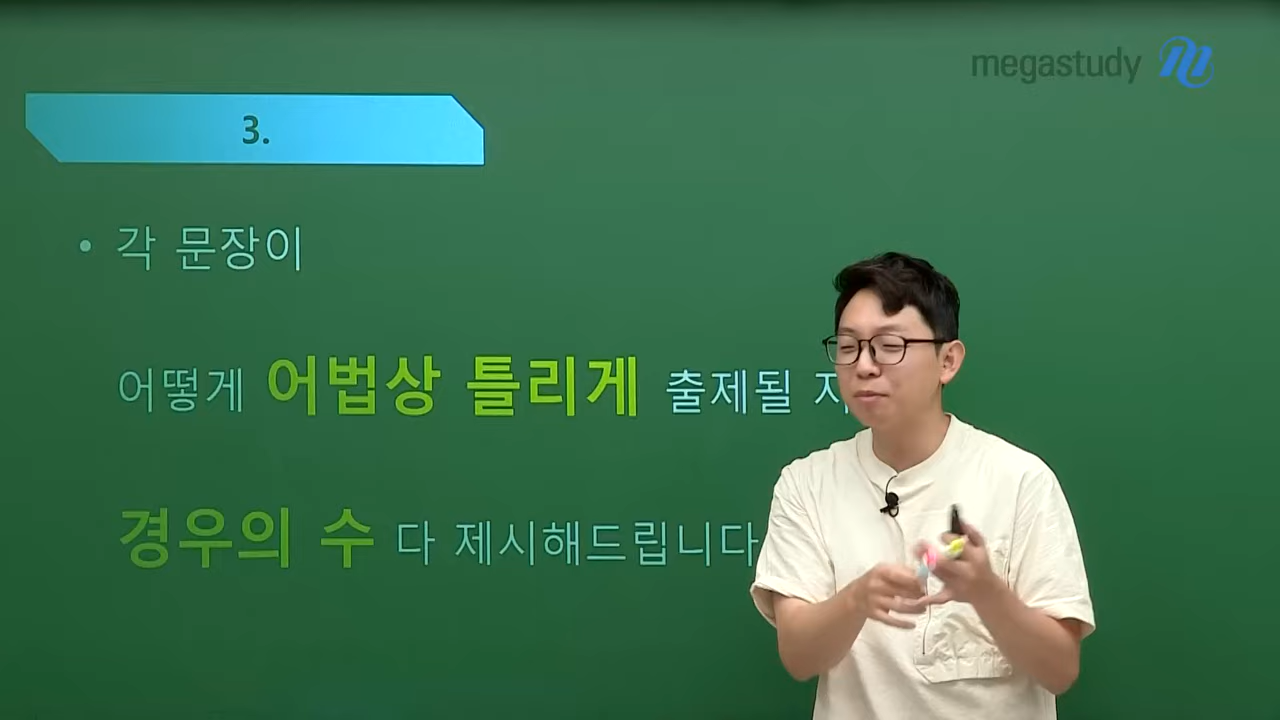 megastudy
3.
• 각 문장이
어떻게 어법상 틀리게 출제될
경우의 수 다 제시해드립니다